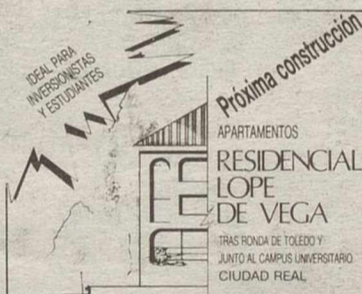 IDEAL PARA
INVERSIONISTAS
Y ESTUDIANTES
Próxima construcción
APARTAMENTOS
RESIDENCIAL
LOPE
DE VEGA
TRAS RONDA DE TOLEDO Y
JUNTO AL CAMPUS UNIVERSITARIO
CIUDAD REAL